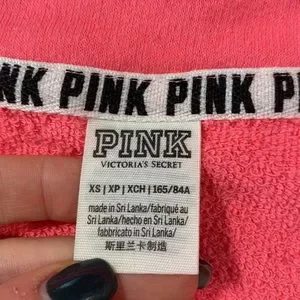 NK PINK PINK P
PINK
VICTORIA'S SECRET
XS | XP | XCH | 165/84A
made in Sri Lanka/fabriqué au
Sri Lanka/hecho en Sri Lanka/
fabbricato in Sri Lanka/
斯里兰卡制造